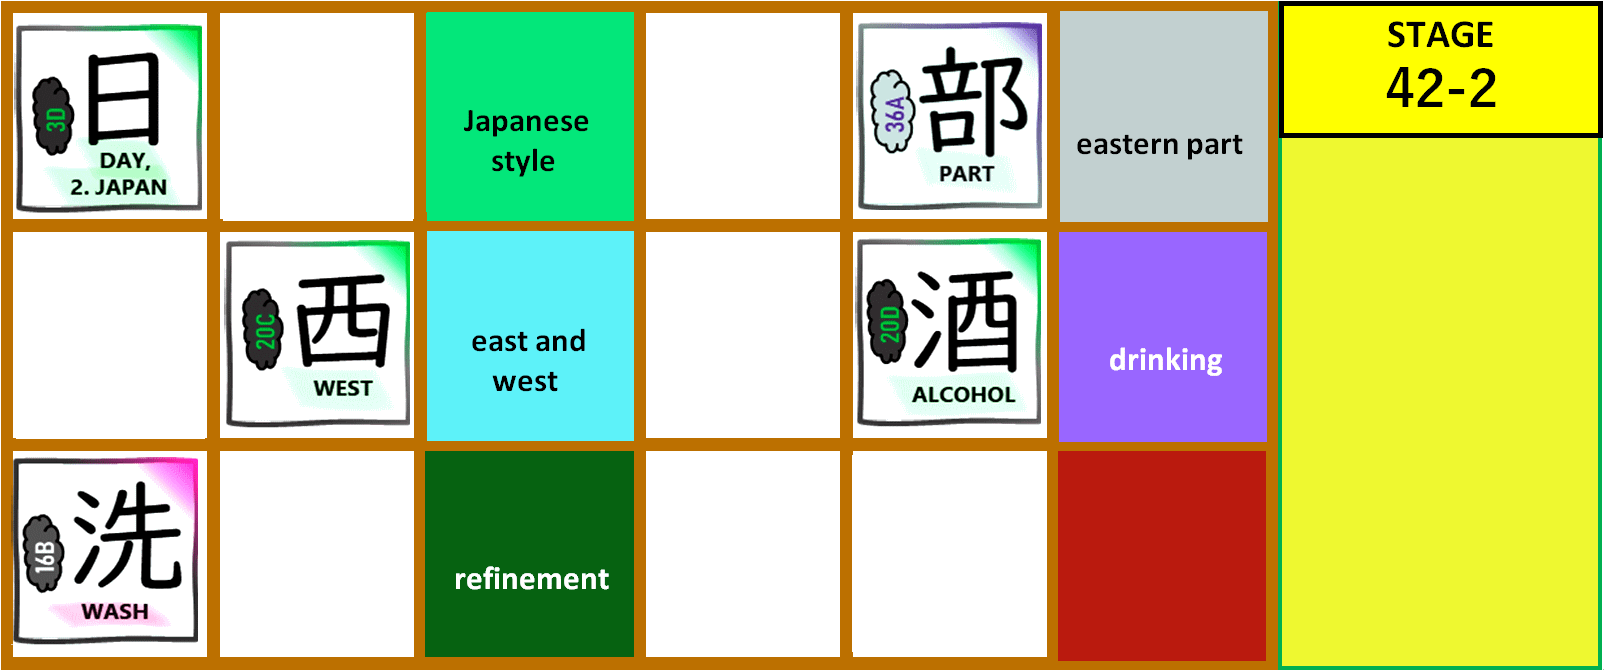 日
3D
DAY,
2. JAPAN
Japanese
style
部
36A
PART
eastern part
STAGE
42-2
西
20C
WEST
east and
west
酒
20D
ALCOHOL
drinking
洗
16B
WASH
refinement